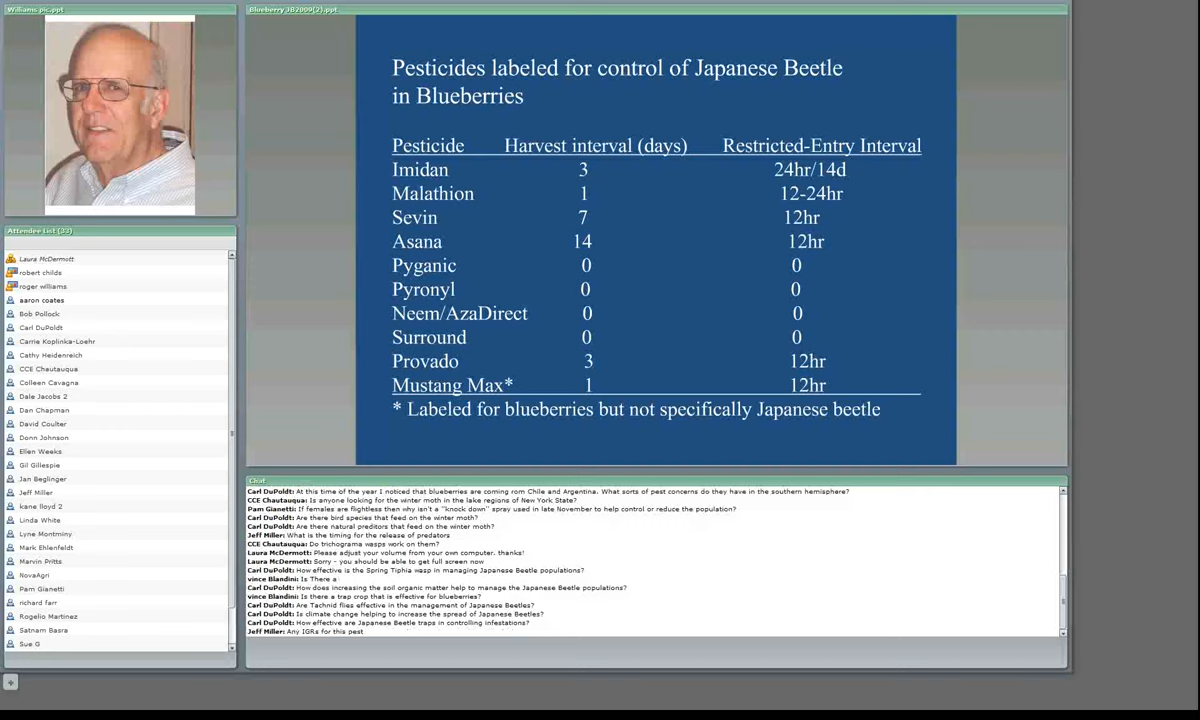 Williams pic.ppt
Attendee List (33)
Laura McDermott
robert childs
roger williams
aaron coates
Bob Pollock
Carl DuPoldt
Carrie Koplinka-Loehr
Cathy Heidenreich
CCE Chautauqua
Colleen Cavagna
Dale Jacobs 2
Dan Chapman
David Coulter
Donn Johnson
Ellen Weeks
Gil Gillespie
Jan Beglinger
Jeff Miller
kane lloyd 2
Linda White
Lyne Montminy
Mark Ehlenfeldt
Marvin Pritts
NovaAgri
Pam Gianetti
richard farr
Rogelio Martinez
Satnam Basra
Sue G
Blueberry JB2009[2].ppt
Pesticides labeled for control of Japanese Beetle
in Blueberries
Pesticide Harvest interval (days) Restricted-Entry Interval
Imidan 3 24hr/14d
Malathion 1 12-24hr
Sevin 7 12hr
Asana 14 12hr
Pyganic 0 0
Pyronyl 0 0
Neem/AzaDirect 0 0
Surround 0 0
Provado 3 12hr
Mustang Max* 1 12hr
* Labeled for blueberries but not specifically Japanese beetle
Chat
Carl DuPoldt: At this time of the year I noticed that blueberries are coming rom Chile and Argentina. What sorts of pest concerns do they have in the southern hemisphere?
CCE Chautauqua: Is anyone looking for the winter moth in the lake regions of New York State?
Pam Gianetti: If females are flightless then why isn't a "knock down" spray used in late November to help control or reduce the population?
Carl DuPoldt: Are there bird species that feed on the winter moth?
Carl DuPoldt: Are there natural preditors that feed on the winter moth?
Jeff Miller: What is the timing for the release of predators
CCE Chautauqua: Do trichograma wasps work on them?
Laura McDermott: Please adjust your volume from your own computer. thanks!
Laura McDermott: Sorry - you should be able to get full screen now
Carl DuPoldt: How effective is the Spring Tiphia wasp in managing Japanese Beetle populations?
vince Blandini: Is There a
Carl DuPoldt: How does increasing the soil organic matter help to manage the Japanese Beetle populations?
vince Blandini: Is there a trap crop that is effective for blueberries?
Carl DuPoldt: Are Tachnid flies effective in the management of Japanese Beetles?
Carl DuPoldt: Is climate change helping to increase the spread of Japanese Beetles?
Carl DuPoldt: How effective are Japanese Beetle traps in controlling infestations?
Jeff Miller: Any IGRs for this pest